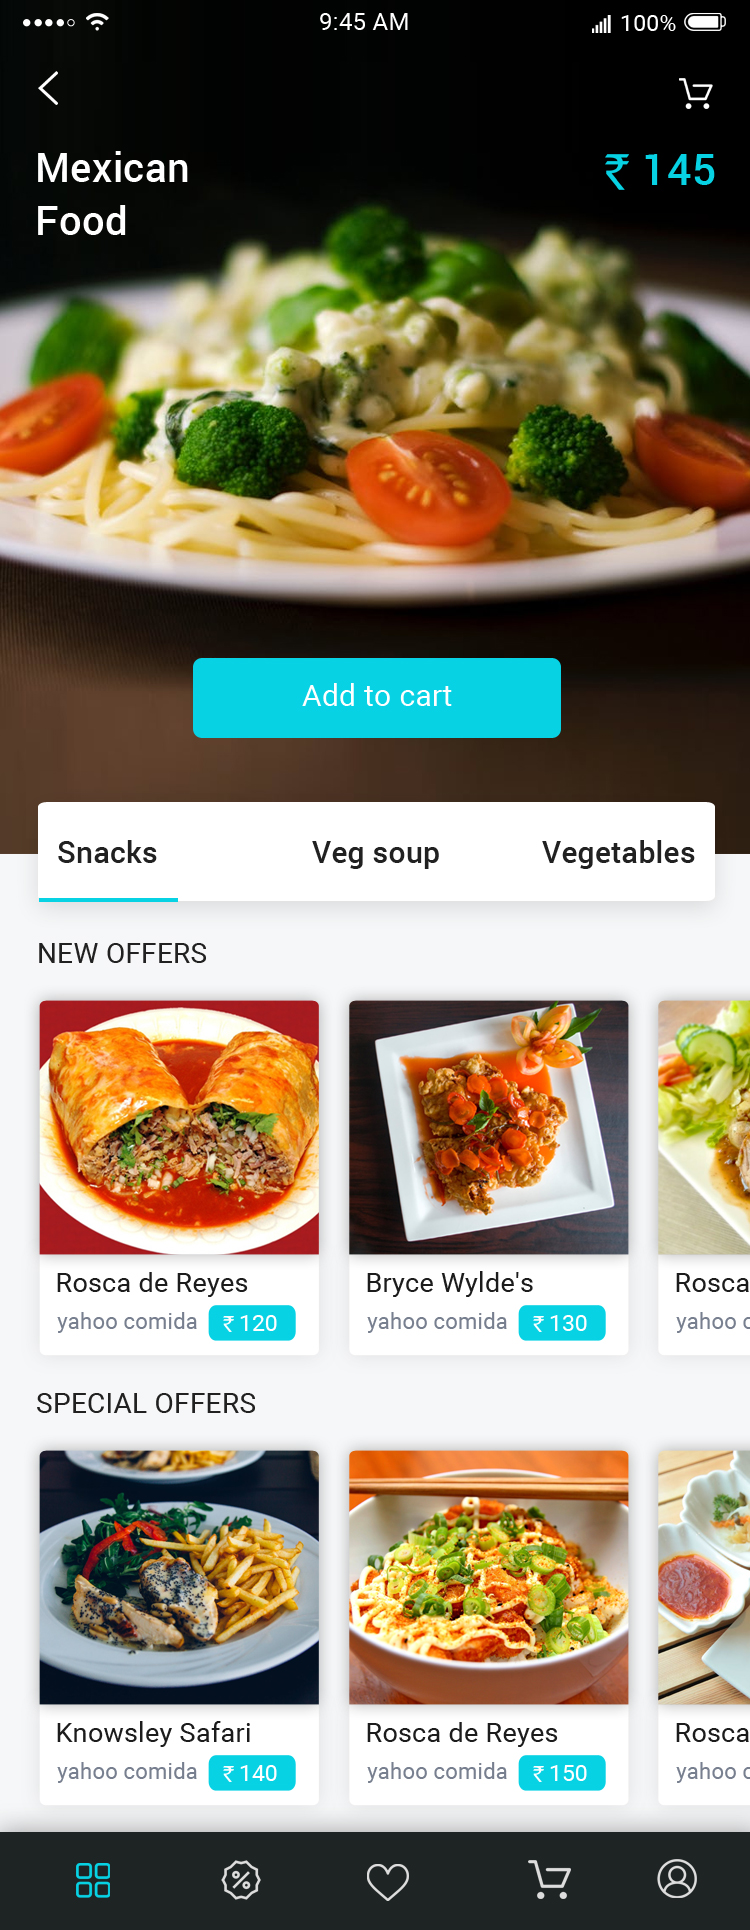 9:45 AM
100%
Mexican
Food
₹ 145
Add to cart
Snacks
Veg soup
Vegetables
NEW OFFERS
Rosca de Reyes
yahoo comida
₹ 120
Bryce Wylde's
yahoo comida
₹ 130
Rosca
yahoo c
SPECIAL OFFERS
Knowsley Safari
yahoo comida
₹ 140
Rosca de Reyes
yahoo comida
₹ 150
Rosca
yahoo c